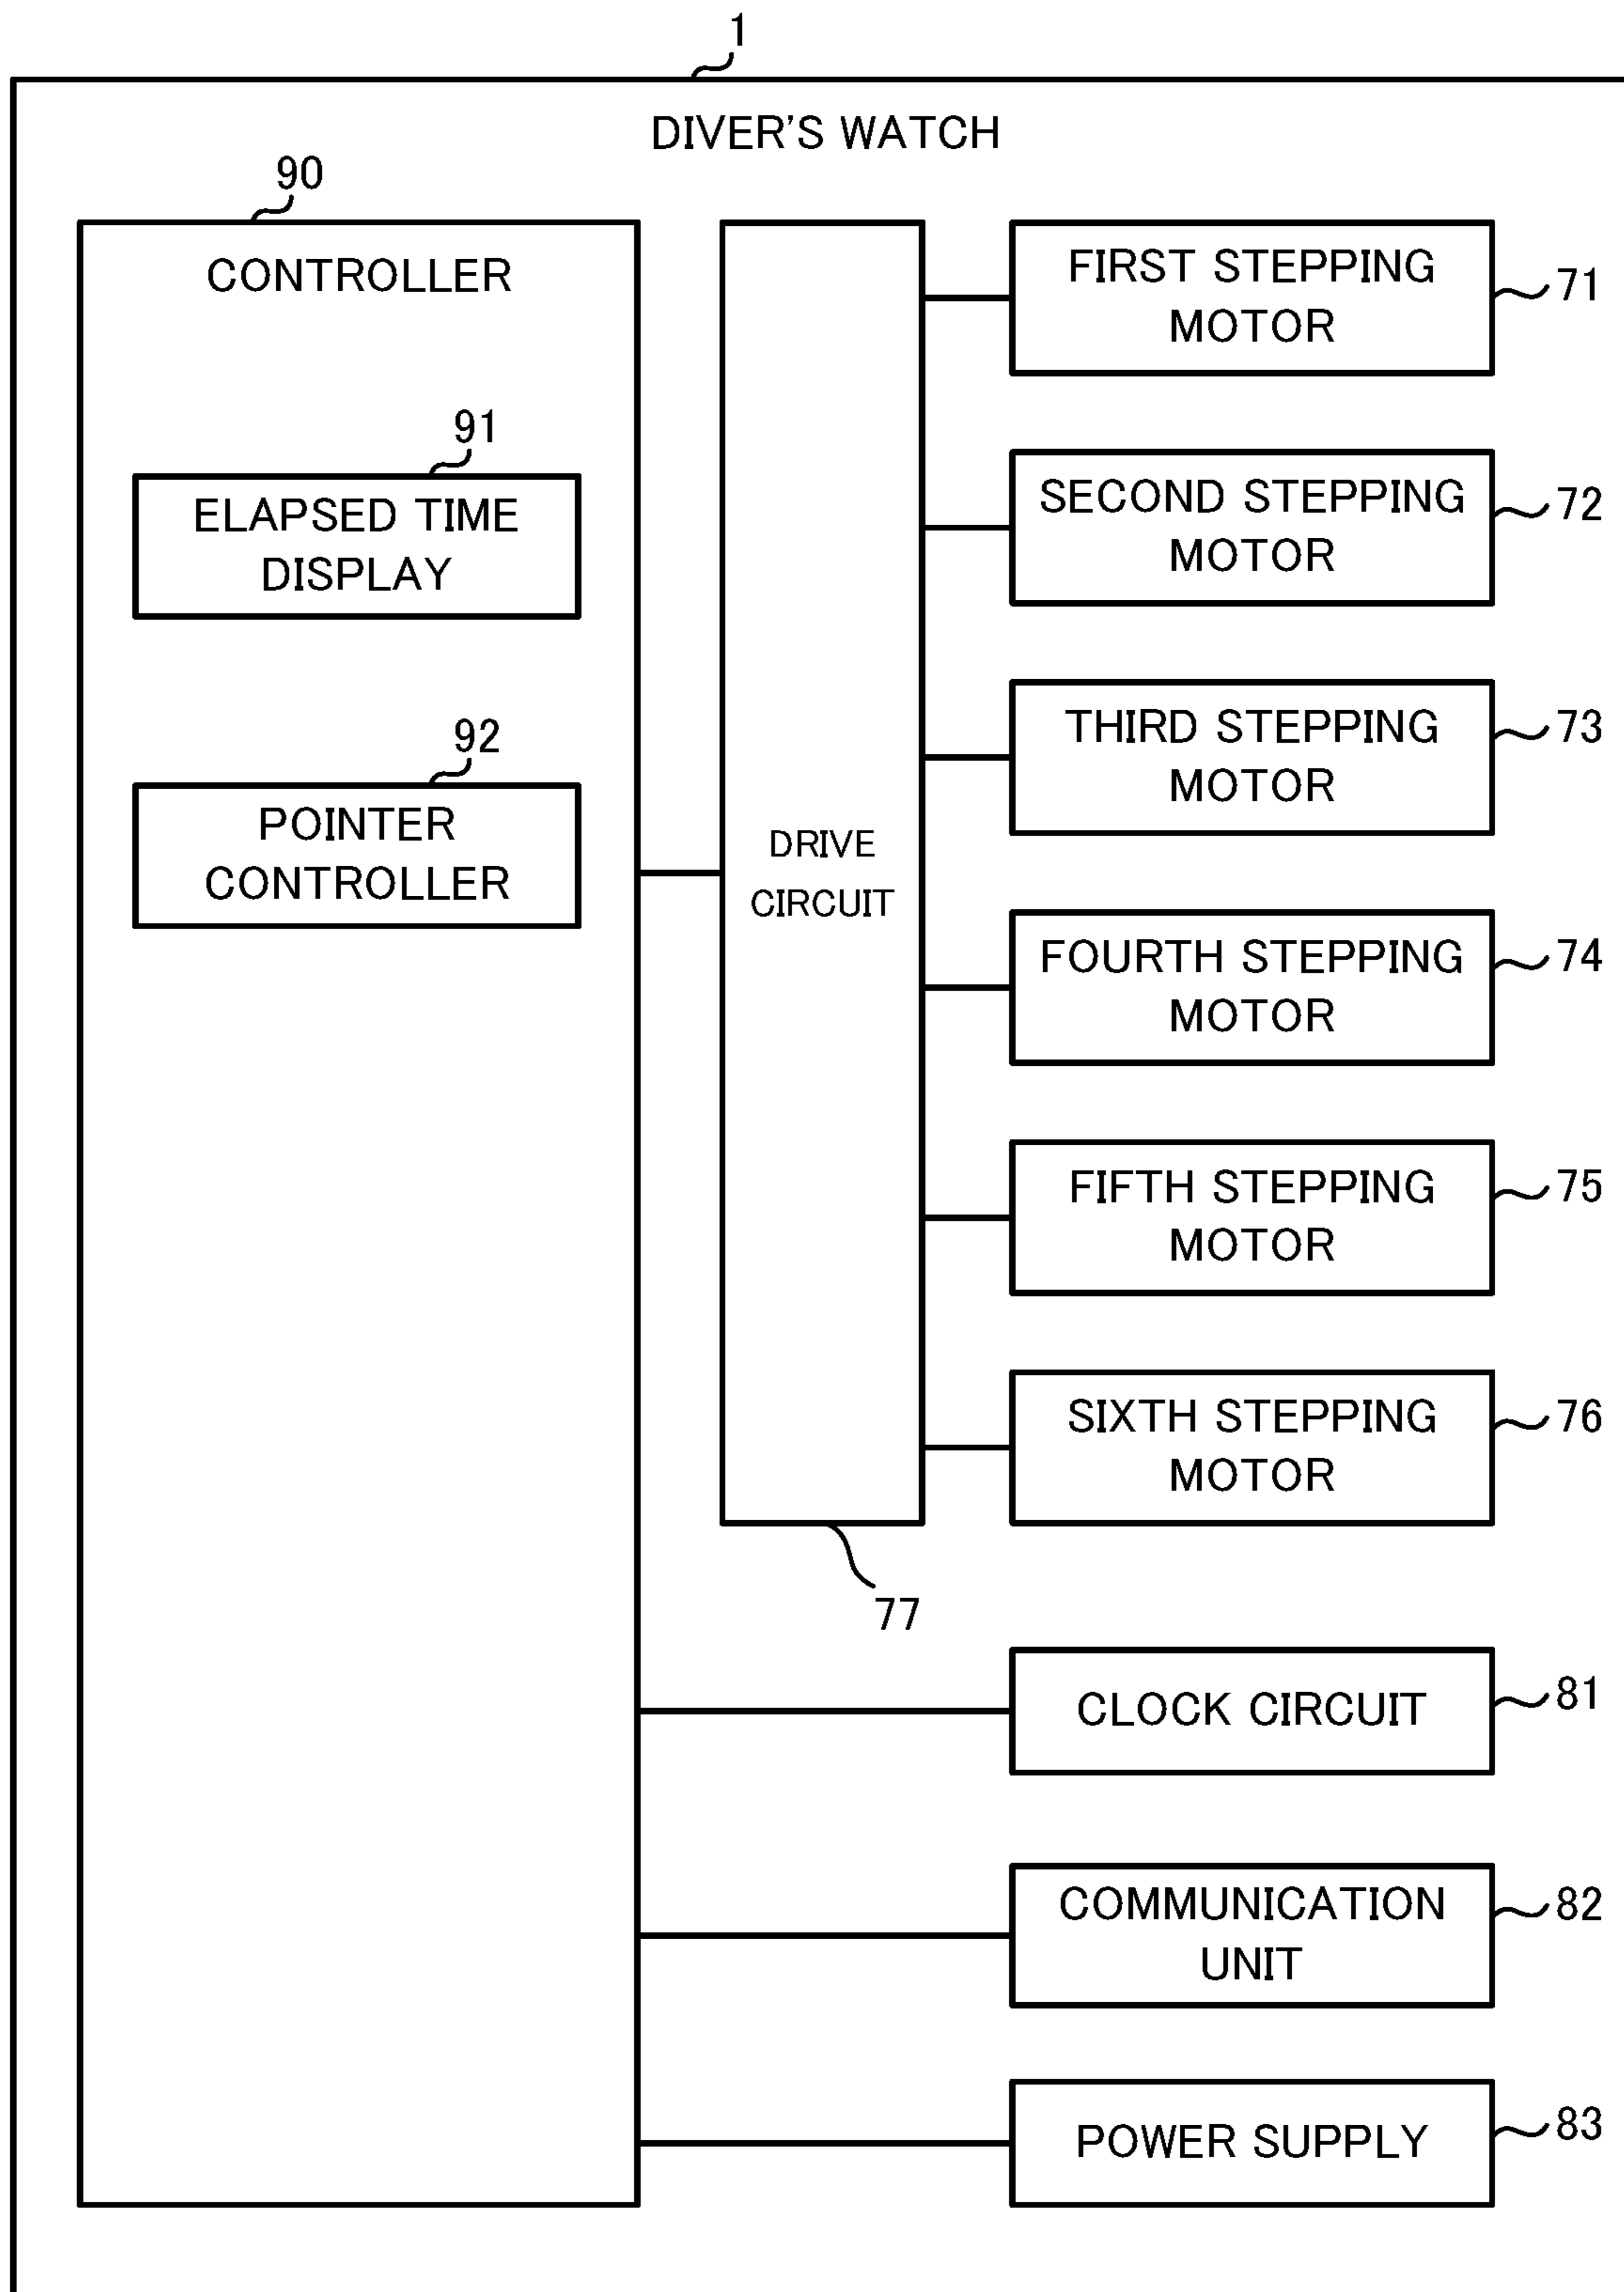 1
DIVER'S WATCH
90
CONTROLLER
91
ELAPSED TIME
DISPLAY
92
POINTER
CONTROLLER
DRIVE
CIRCUIT
77
FIRST STEPPING
MOTOR
71
SECOND STEPPING
MOTOR
72
THIRD STEPPING
MOTOR
73
FOURTH STEPPING
MOTOR
74
FIFTH STEPPING
MOTOR
75
SIXTH STEPPING
MOTOR
76
CLOCK CIRCUIT
81
COMMUNICATION
UNIT
82
POWER SUPPLY
83